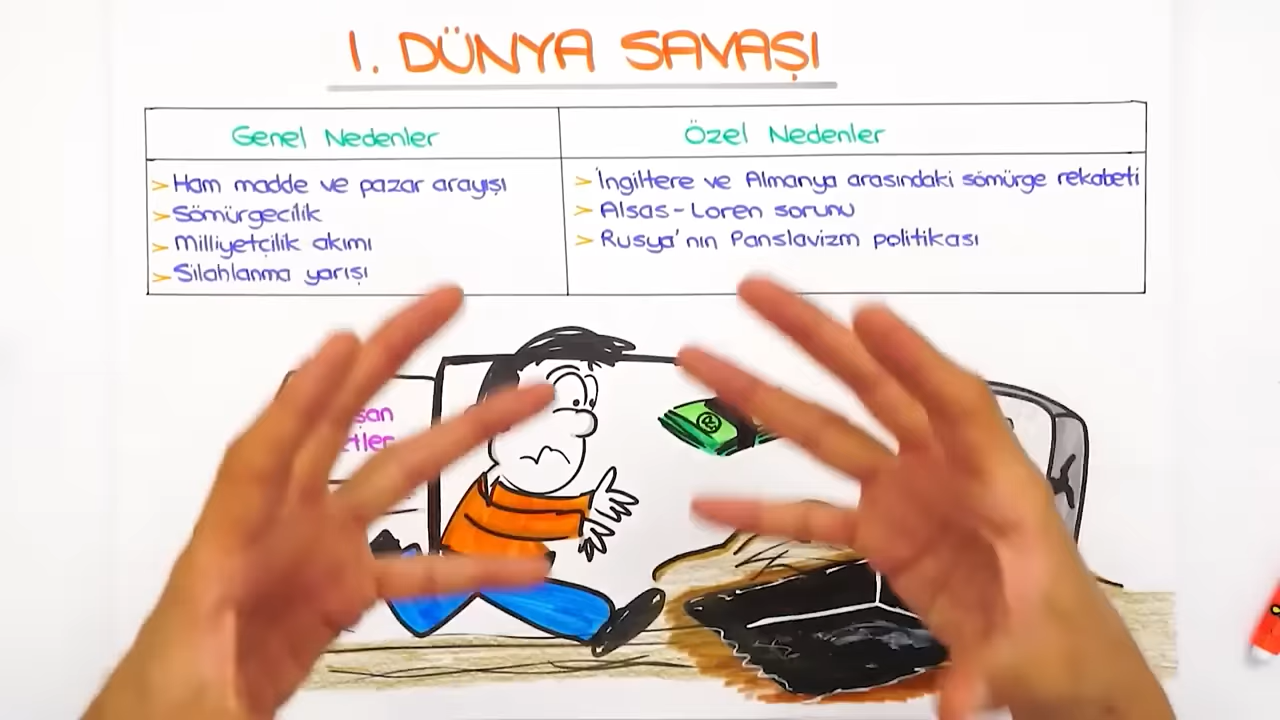 I. DÜNYA SAVAŞI
Genel Nedenler
> Ham madde ve pazar arayışı
> Sömürgecilik
> Milliyetçilik akımı
> Silahlanma yarışı
Özel Nedenler
> İngiltere ve Almanya arasındaki sömürge rekabeti
> Alsas-Loren sorunu
> Rusya'nın Panslavizm politikası
®